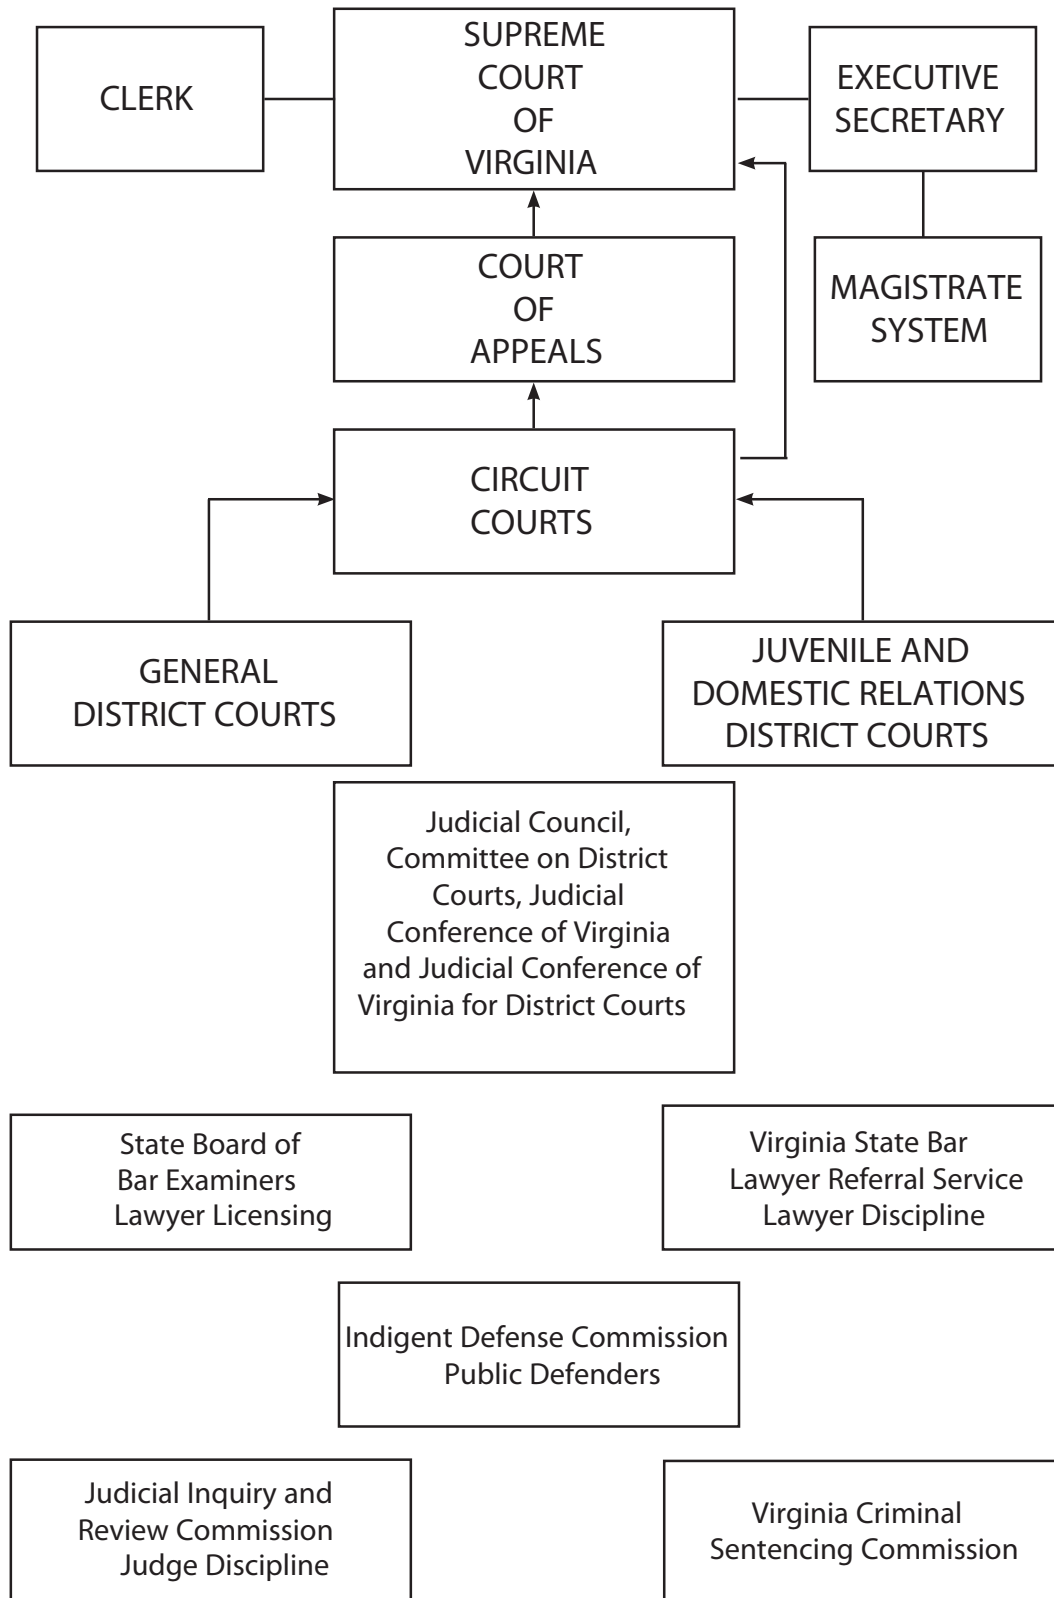 CLERK
SUPREME
COURT
OF
VIRGINIA
EXECUTIVE
SECRETARY
COURT
OF
APPEALS
MAGISTRATE
SYSTEM
CIRCUIT
COURTS
GENERAL
DISTRICT COURTS
JUVENILE AND
DOMESTIC RELATIONS
DISTRICT COURTS
Judicial Council,
Committee on District
Courts, Judicial
Conference of Virginia
and Judicial Conference of
Virginia for District Courts
State Board of
Bar Examiners
Lawyer Licensing
Virginia State Bar
Lawyer Referral Service
Lawyer Discipline
Indigent Defense Commission
Public Defenders
Judicial Inquiry and
Review Commission
Judge Discipline
Virginia Criminal
Sentencing Commission